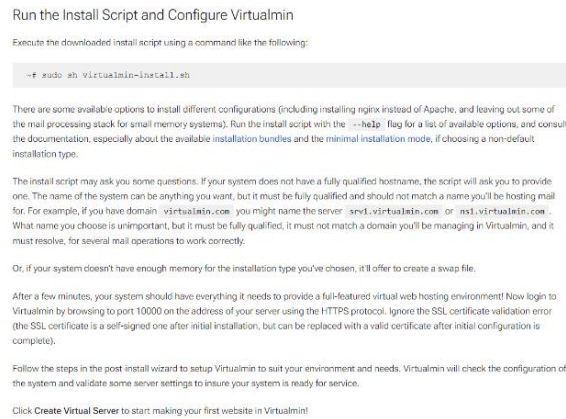 Run the Install Script and Configure Virtualmin
Execute the downloaded install script using a command like the following:
~# sudo sh virtualmin-install.sh
There are some available options to install different configurations (including installing nginx instead of Apache, and leaving out some of
the mail processing stack for small memory systems). Run the install script with the --help flag for a list of available options, and consult
the documentation, especially about the available installation bundles and the minimal installation mode, if choosing a non-default
installation type.
The install script may ask you some questions. If your system does not have a fully qualified hostname, the script will ask you to provide
one. The name of the system can be anything you want, but it must be fully qualified and should not match a name you'll be hosting mail
for. For example, if you have domain virtualmin.com you might name the server srv1.virtualmin.com or ns1.virtualmin.com.
What name you choose is unimportant, but it must be fully qualified, it must not match a domain you'll be managing in Virtualmin, and it
must resolve, for several mail operations to work correctly.
Or, if your system doesn't have enough memory for the installation type you've chosen, it'll offer to create a swap file.
After a few minutes, your system should have everything it needs to provide a full-featured virtual web hosting environment! Now login to
Virtualmin by browsing to port 10000 on the address of your server using the HTTPS protocol. Ignore the SSL certificate validation error
(the SSL certificate is a self-signed one after initial installation, but can be replaced with a valid certificate after initial configuration is
complete).
Follow the steps in the post-install wizard to setup Virtualmin to suit your environment and needs. Virtualmin will check the configuration of
the system and validate some server settings to insure your system is ready for service.
Click Create Virtual Server to start making your first website in Virtualmin!